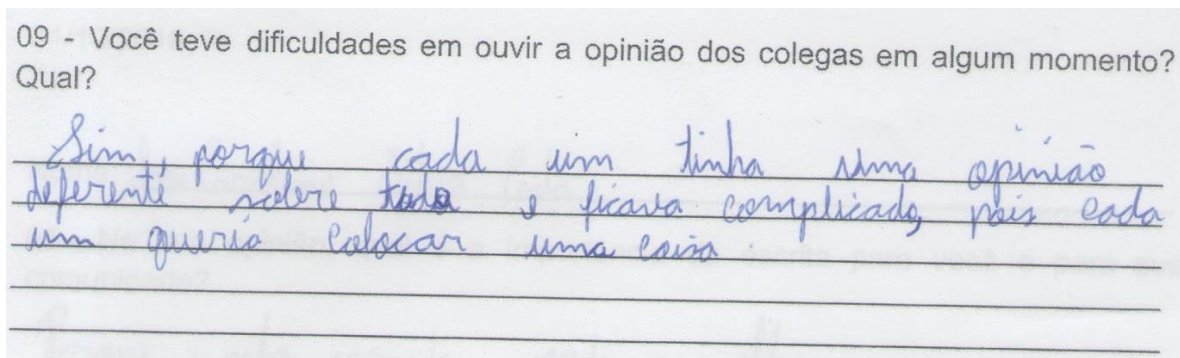 09 - Você teve dificuldades em ouvir a opinião dos colegas em algum momento?
Qual?
Sim, porque cada um tinha uma opinião
deferente sobre tudo e ficava complicado, pois cada
um queria colocar uma coisa.